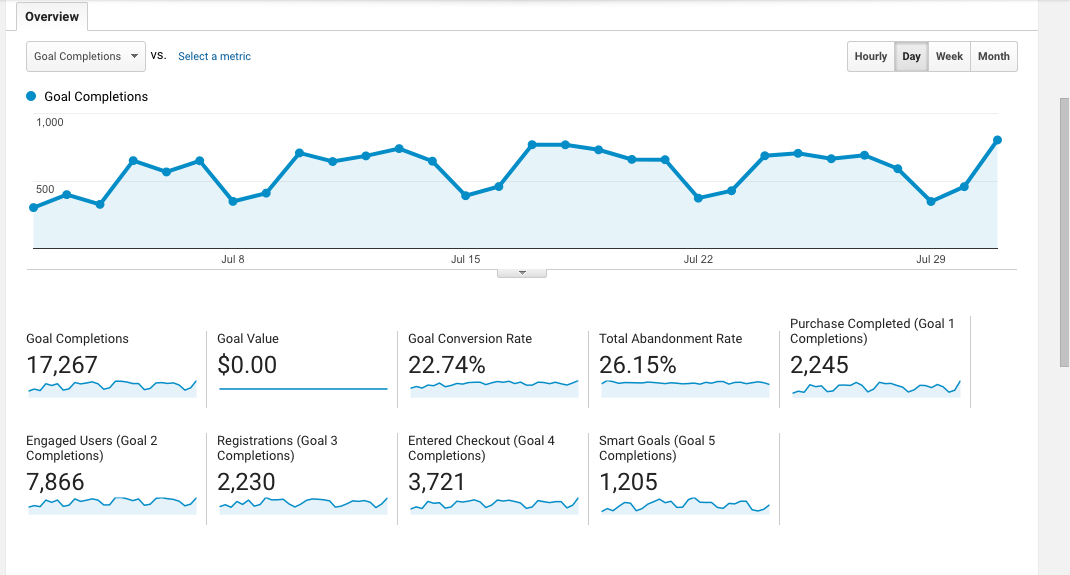 Overview
Goal Completions vs. Select a metric
Hourly Day Week Month
Goal Completions
1,000
500
Jul 8 Jul 15 Jul 22 Jul 29
Goal Completions
17,267
Goal Value
$0.00
Goal Conversion Rate
22.74%
Total Abandonment Rate
26.15%
Purchase Completed (Goal 1
Completions)
2,245
Engaged Users (Goal 2
Completions)
7,866
Registrations (Goal 3
Completions)
2,230
Entered Checkout (Goal 4
Completions)
3,721
Smart Goals (Goal 5
Completions)
1,205